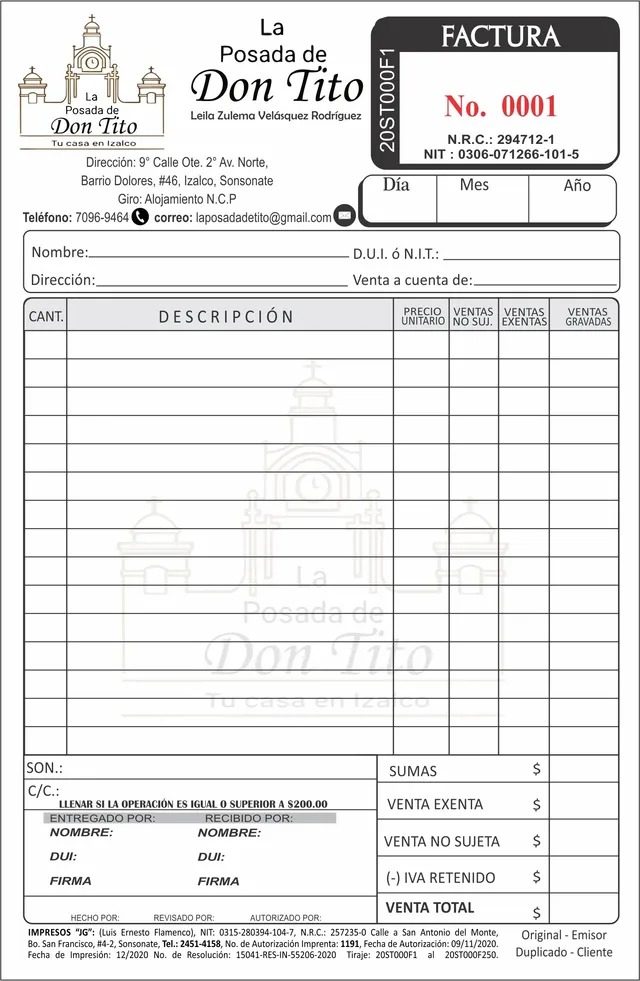 La
Posada de
Don Tito
Tu casa en Izalco
La
Posada de
Don Tito
Leila Zulema Velásquez Rodríguez
Dirección: 9° Calle Ote. 2° Av. Norte,
Barrio Dolores, #46, Izalco, Sonsonate
Giro: Alojamiento N.C.P
Teléfono: 7096-9464 correo: laposadadetito@gmail.com
20ST000F1
FACTURA
No. 0001
N.R.C.: 294712-1
NIT : 0306-071266-101-5
Día Mes Año
Nombre: D.U.I. ó N.I.T.:
Dirección: Venta a cuenta de:
CANT. DESCRIPCIÓN PRECIO UNITARIO VENTAS NO SUJ. VENTAS EXENTAS VENTAS GRAVADAS
La
Posada de
Don Tito
Tu casa en Izalco
SON.:
C/C.:
LLENAR SI LA OPERACIÓN ES IGUAL O SUPERIOR A $200.00
ENTREGADO POR: RECIBIDO POR:
NOMBRE: NOMBRE:
DUI: DUI:
FIRMA FIRMA
HECHO POR: REVISADO POR: AUTORIZADO POR:
SUMAS $
VENTA EXENTA $
VENTA NO SUJETA $
(-) IVA RETENIDO $
VENTA TOTAL $
IMPRESOS "JG": (Luis Ernesto Flamenco), NIT: 0315-280394-104-7, N.R.C.: 257235-0 Calle a San Antonio del Monte,
Bo. San Francisco, #4-2, Sonsonate, Tel.: 2451-4158, No. de Autorización Imprenta: 1191, Fecha de Autorización: 09/11/2020.
Fecha de Impresión: 12/2020 No. de Resolución: 15041-RES-IN-55206-2020 Tiraje: 20ST000F1 al 20ST000F250.
Original - Emisor
Duplicado - Cliente